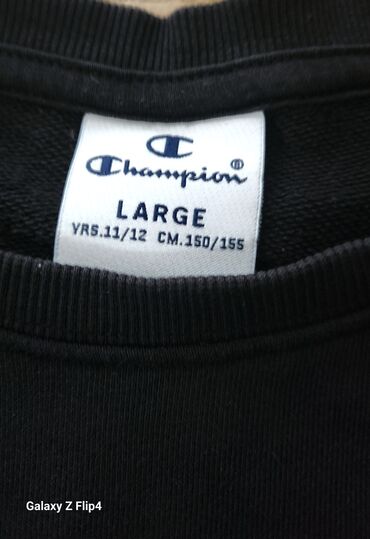 Champion®
LARGE
YRS.11/12 CM.150/155
Galaxy Z Flip4